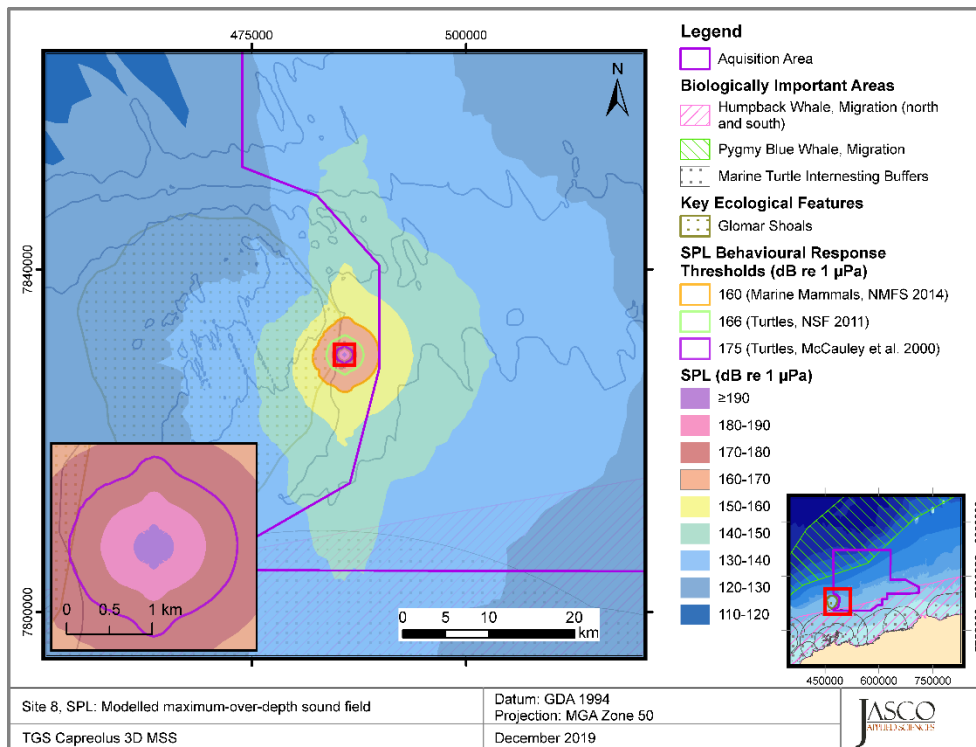 475000
500000
7840000
7800000
N
0 0.5 1 km
0 5 10 20
km
Legend
Aquisition Area
Biologically Important Areas
Humpback Whale, Migration (north
and south)
Pygmy Blue Whale, Migration
Marine Turtle Internesting Buffers
Key Ecological Features
Glomar Shoals
SPL Behavioural Response
Thresholds (dB re 1 µPa)
160 (Marine Mammals, NMFS 2014)
166 (Turtles, NSF 2011)
175 (Turtles, McCauley et al. 2000)
SPL (dB re 1 µPa)
≥190
180-190
170-180
160-170
150-160
140-150
130-140
120-130
110-120
450000 600000 750000
Site 8, SPL: Modelled maximum-over-depth sound field
TGS Capreolus 3D MSS
Datum: GDA 1994
Projection: MGA Zone 50
December 2019
JASCO
APPLIED SCIENCES